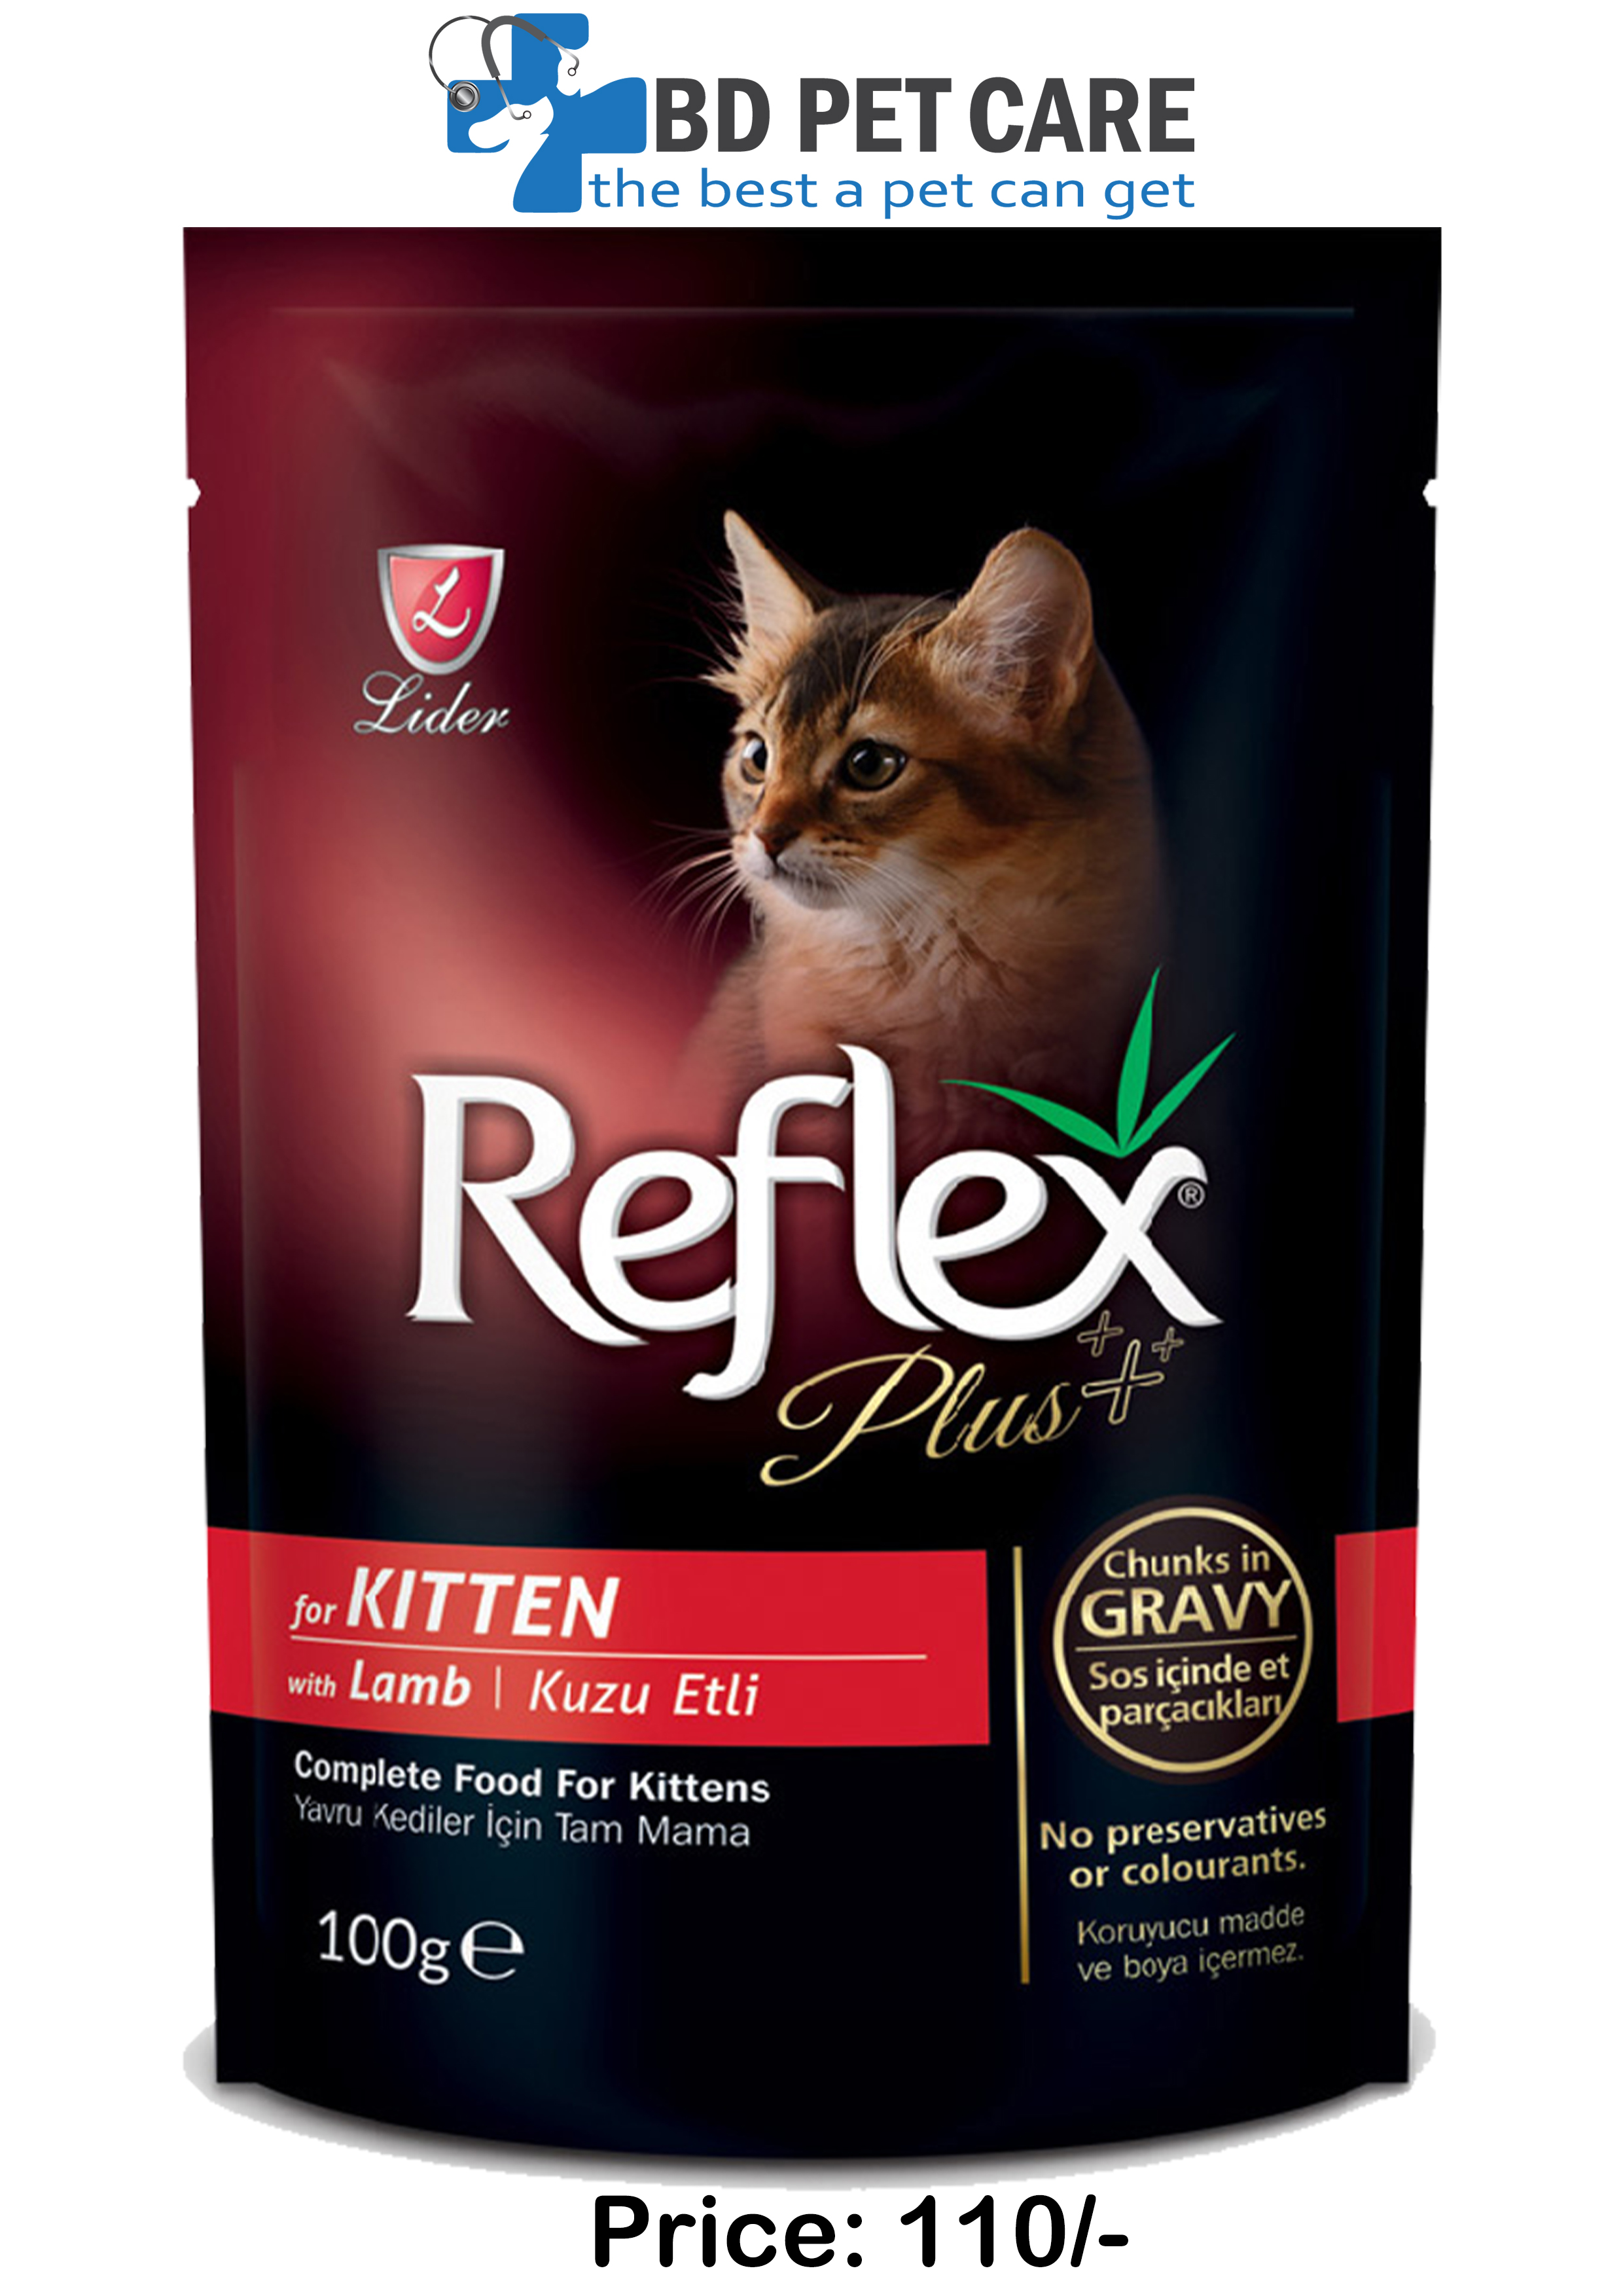 BD PET CARE
the best a pet can get
L
Lider
Reflex®
Plus+++
for KITTEN
with Lamb | Kuzu Etli
Complete Food For Kittens
Yavru Kediler İçin Tam Mama
100g ℮
Chunks in
GRAVY
Sos içinde et
parçacıkları
No preservatives
or colourants.
Koruyucu madde
ve boya içermez.
Price: 110/-